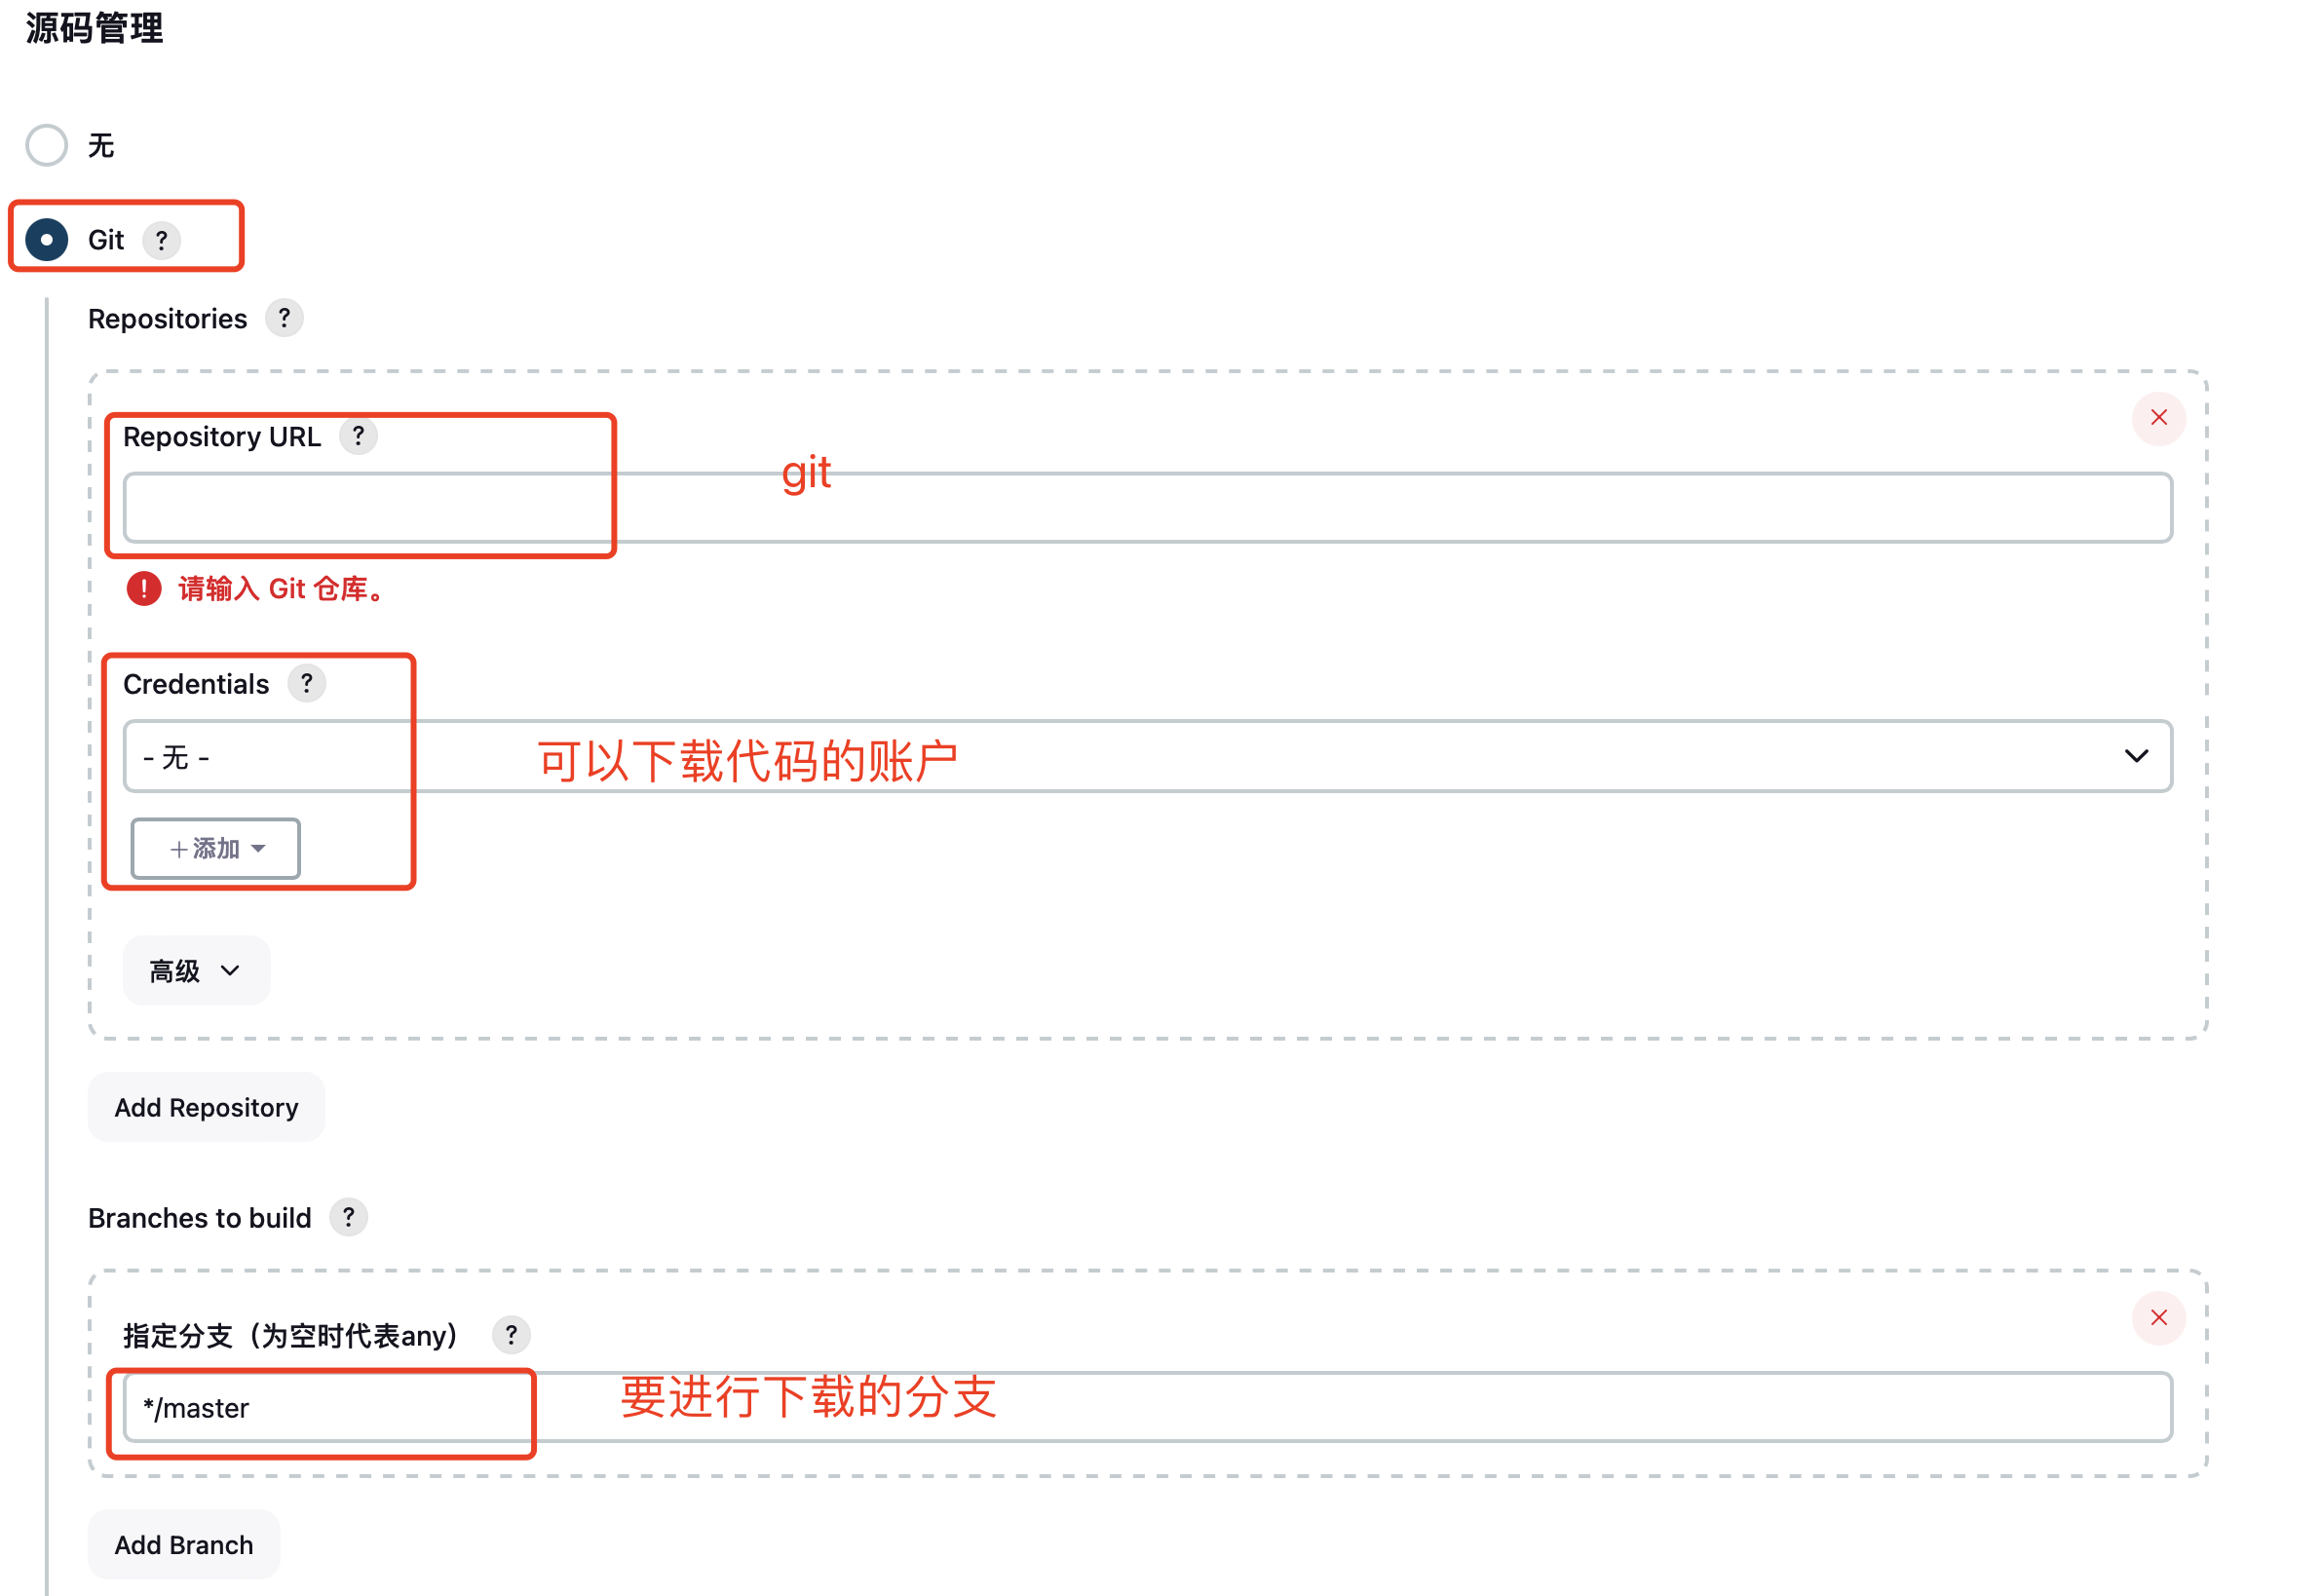 源码管理
无
Git ?
Repositories ?
Repository URL ?
git
! 请输入 Git 仓库。
Credentials ?
- 无 -
可以下载代码的账户
+添加
高级
Add Repository
Branches to build ?
指定分支（为空时代表any） ?
*/master
要进行下载的分支
Add Branch